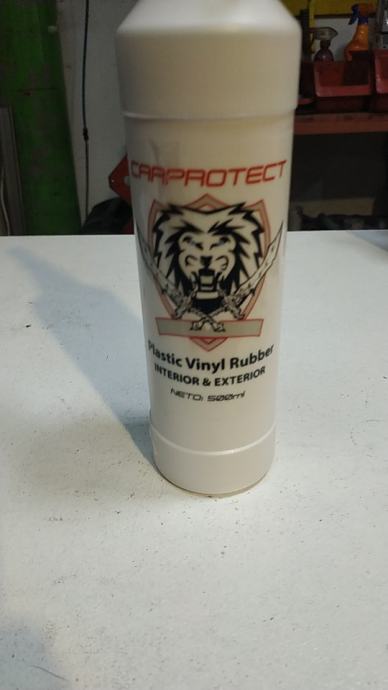 CARPROTECT
Plastic Vinyl Rubber
INTERIOR & EXTERIOR
NETO: 500ml